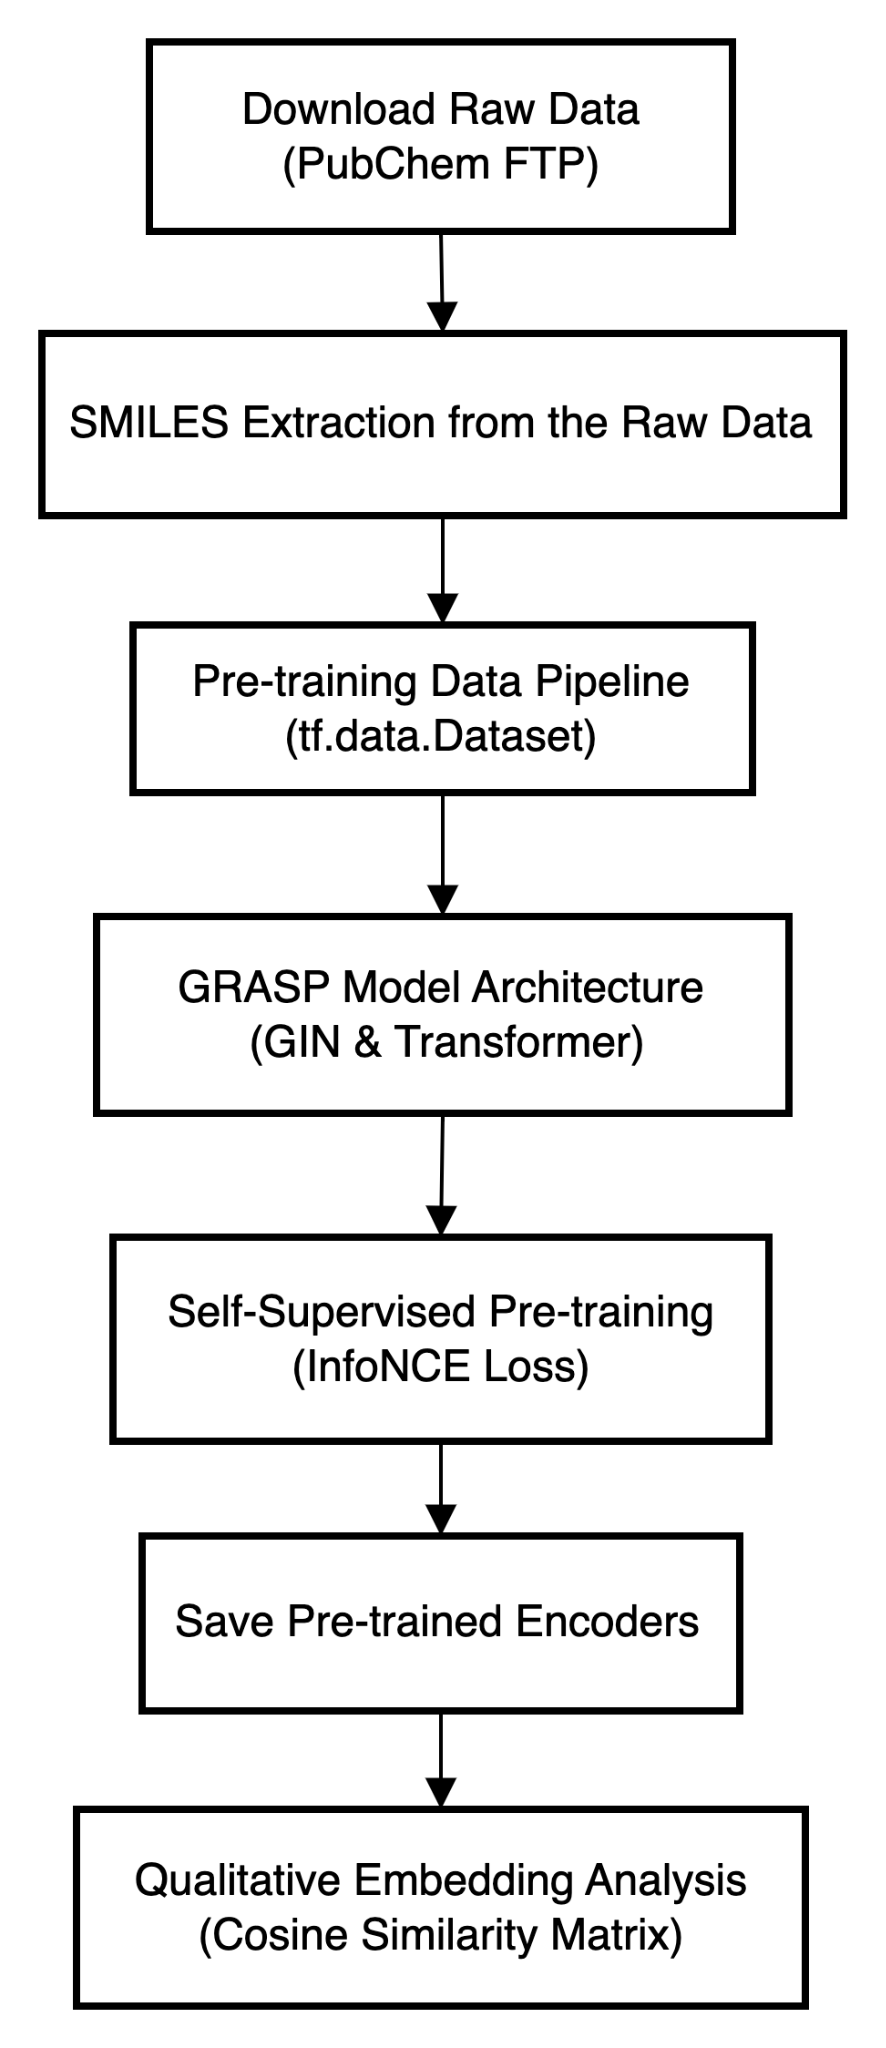 Download Raw Data
(PubChem FTP)
SMILES Extraction from the Raw Data
Pre-training Data Pipeline
(tf.data.Dataset)
GRASP Model Architecture
(GIN & Transformer)
Self-Supervised Pre-training
(InfoNCE Loss)
Save Pre-trained Encoders
Qualitative Embedding Analysis
(Cosine Similarity Matrix)